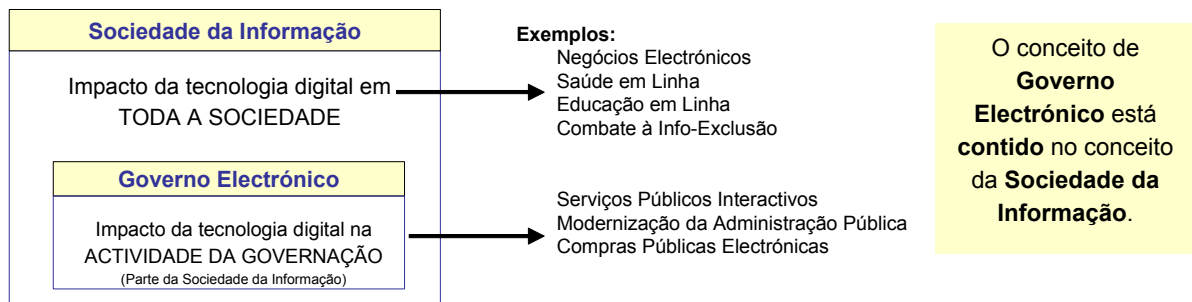 Sociedade da Informação
Impacto da tecnologia digital em
TODA A SOCIEDADE
Governo Electrónico
Impacto da tecnologia digital na
ACTIVIDADE DA GOVERNAÇÃO
(Parte da Sociedade da Informação)
Exemplos:
Negócios Electrónicos
Saúde em Linha
Educação em Linha
Combate à Info-Exclusão
Serviços Públicos Interactivos
Modernização da Administração Pública
Compras Públicas Electrónicas
O conceito de
Governo
Electrónico está
contido no conceito
da Sociedade da
Informação.